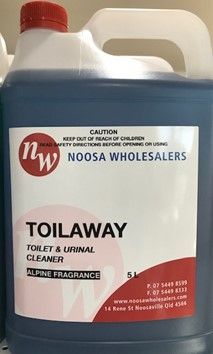 CAUTION
KEEP OUT OF REACH OF CHILDREN
READ SAFETY DIRECTIONS BEFORE OPENING OR USING
nw
NOOSA WHOLESALERS
TOILAWAY
TOILET & URINAL
CLEANER
ALPINE FRAGRANCE 5 L
P. 07 5449 8599
F. 07 5449 8333
www.noosawholesalers.com
14 Rene St Noosaville Qld 4566